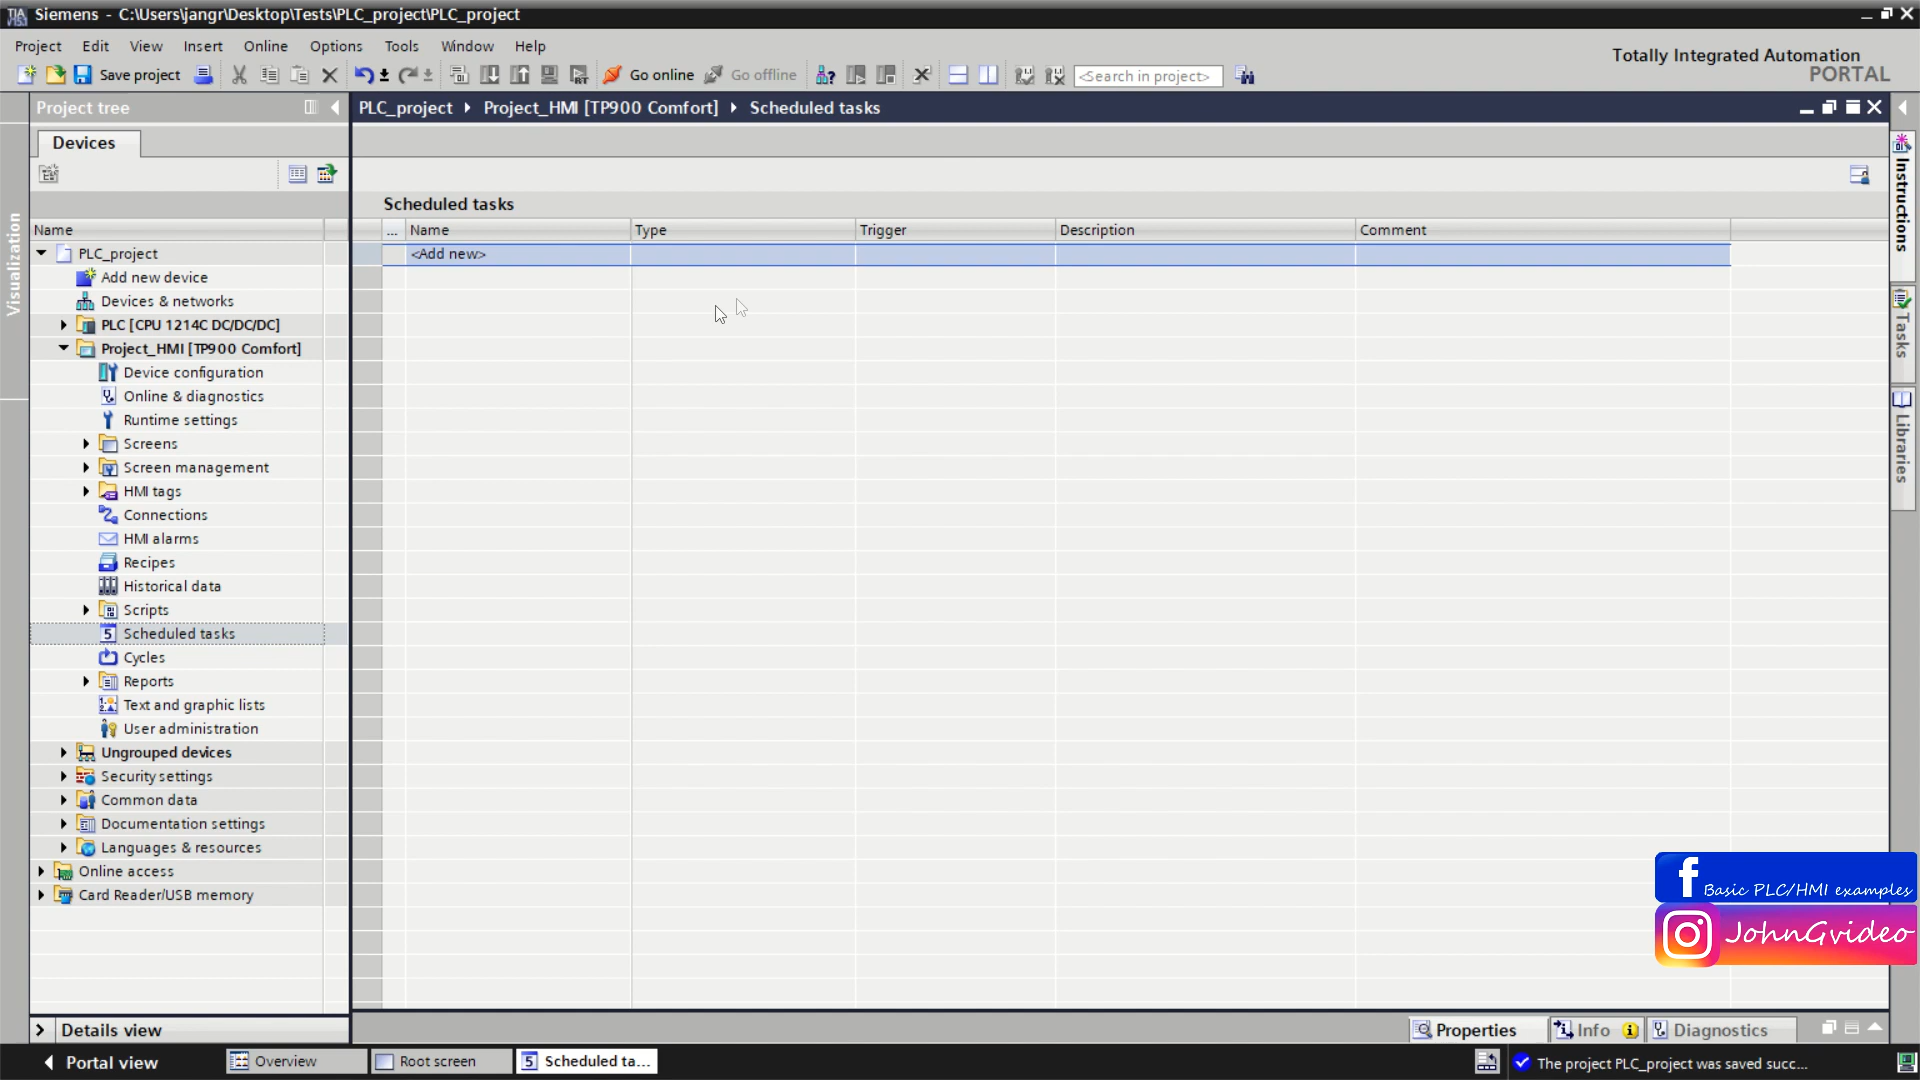 Siemens - C:\Users\jangr\Desktop\Tests\PLC_project\PLC_project
Project Edit View Insert Online Options Tools Window Help
Totally Integrated Automation
PORTAL
Save project
Go online
Go offline
<Search in project>
Project tree
PLC_project
Project_HMI [TP900 Comfort]
Scheduled tasks
Devices
Visualization
Instructions
Tasks
Libraries
Scheduled tasks
Name
... Name Type Trigger Description Comment
<Add new>
PLC_project
Add new device
Devices & networks
PLC [CPU 1214C DC/DC/DC]
Project_HMI [TP900 Comfort]
Device configuration
Online & diagnostics
Runtime settings
Screens
Screen management
HMI tags
Connections
HMI alarms
Recipes
Historical data
Scripts
Scheduled tasks
Cycles
Reports
Text and graphic lists
User administration
Ungrouped devices
Security settings
Common data
Documentation settings
Languages & resources
Online access
Card Reader/USB memory
Basic PLC/HMI examples
JohnGvideo
Details view
Properties
Info
Diagnostics
Portal view
Overview
Root screen
Scheduled ta...
The project PLC_project was saved succ...